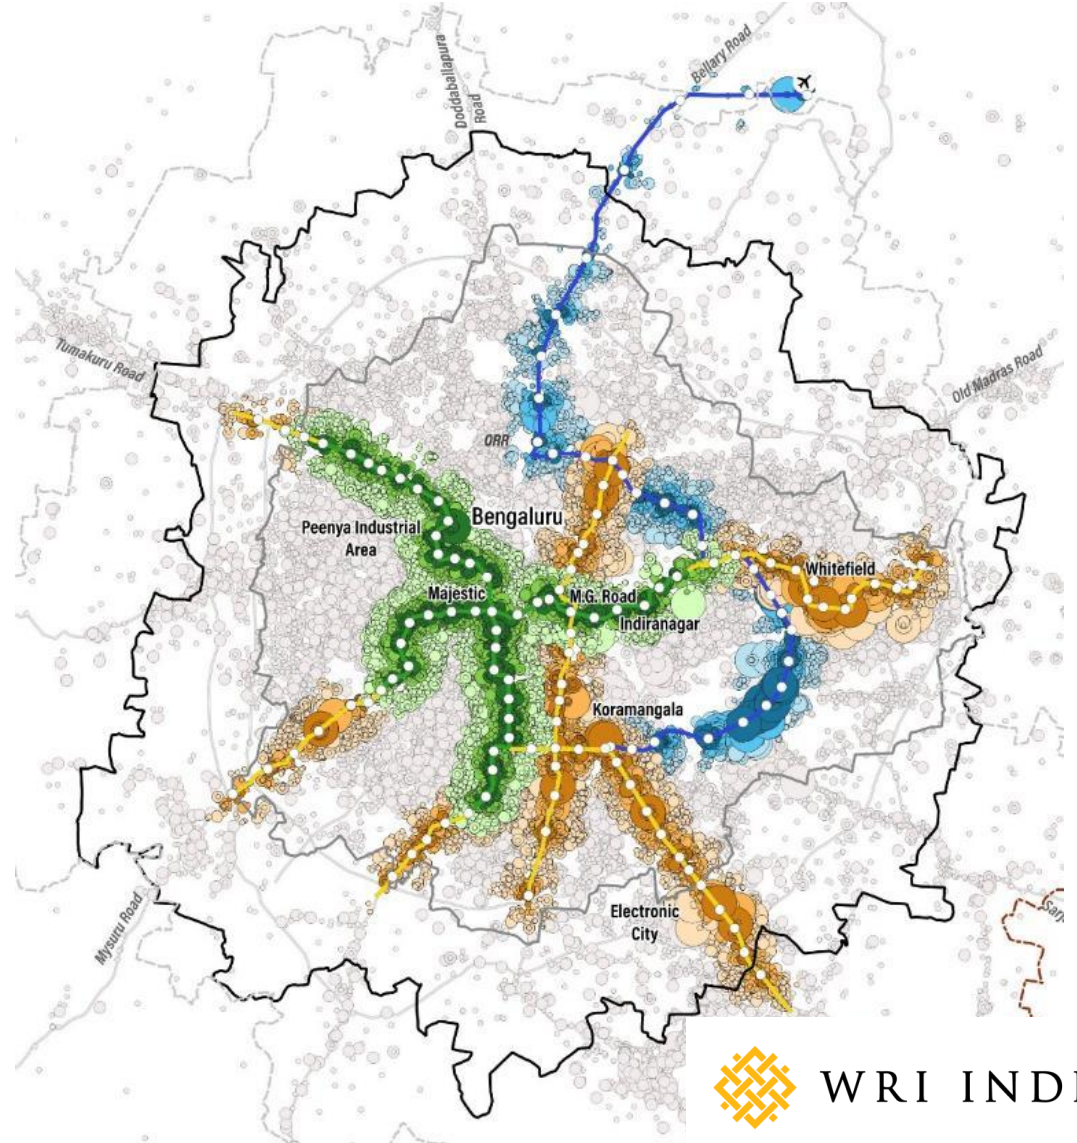 Doddaballapura
Road
Bellary Road
Tumakuru Road
Old Madras Road
ORR
Bengaluru
Peenya Industrial
Area
Majestic
M.G. Road
Indiranagar
Whitefield
Koramangala
Electronic
City
Mysuru Road
WRI INDI